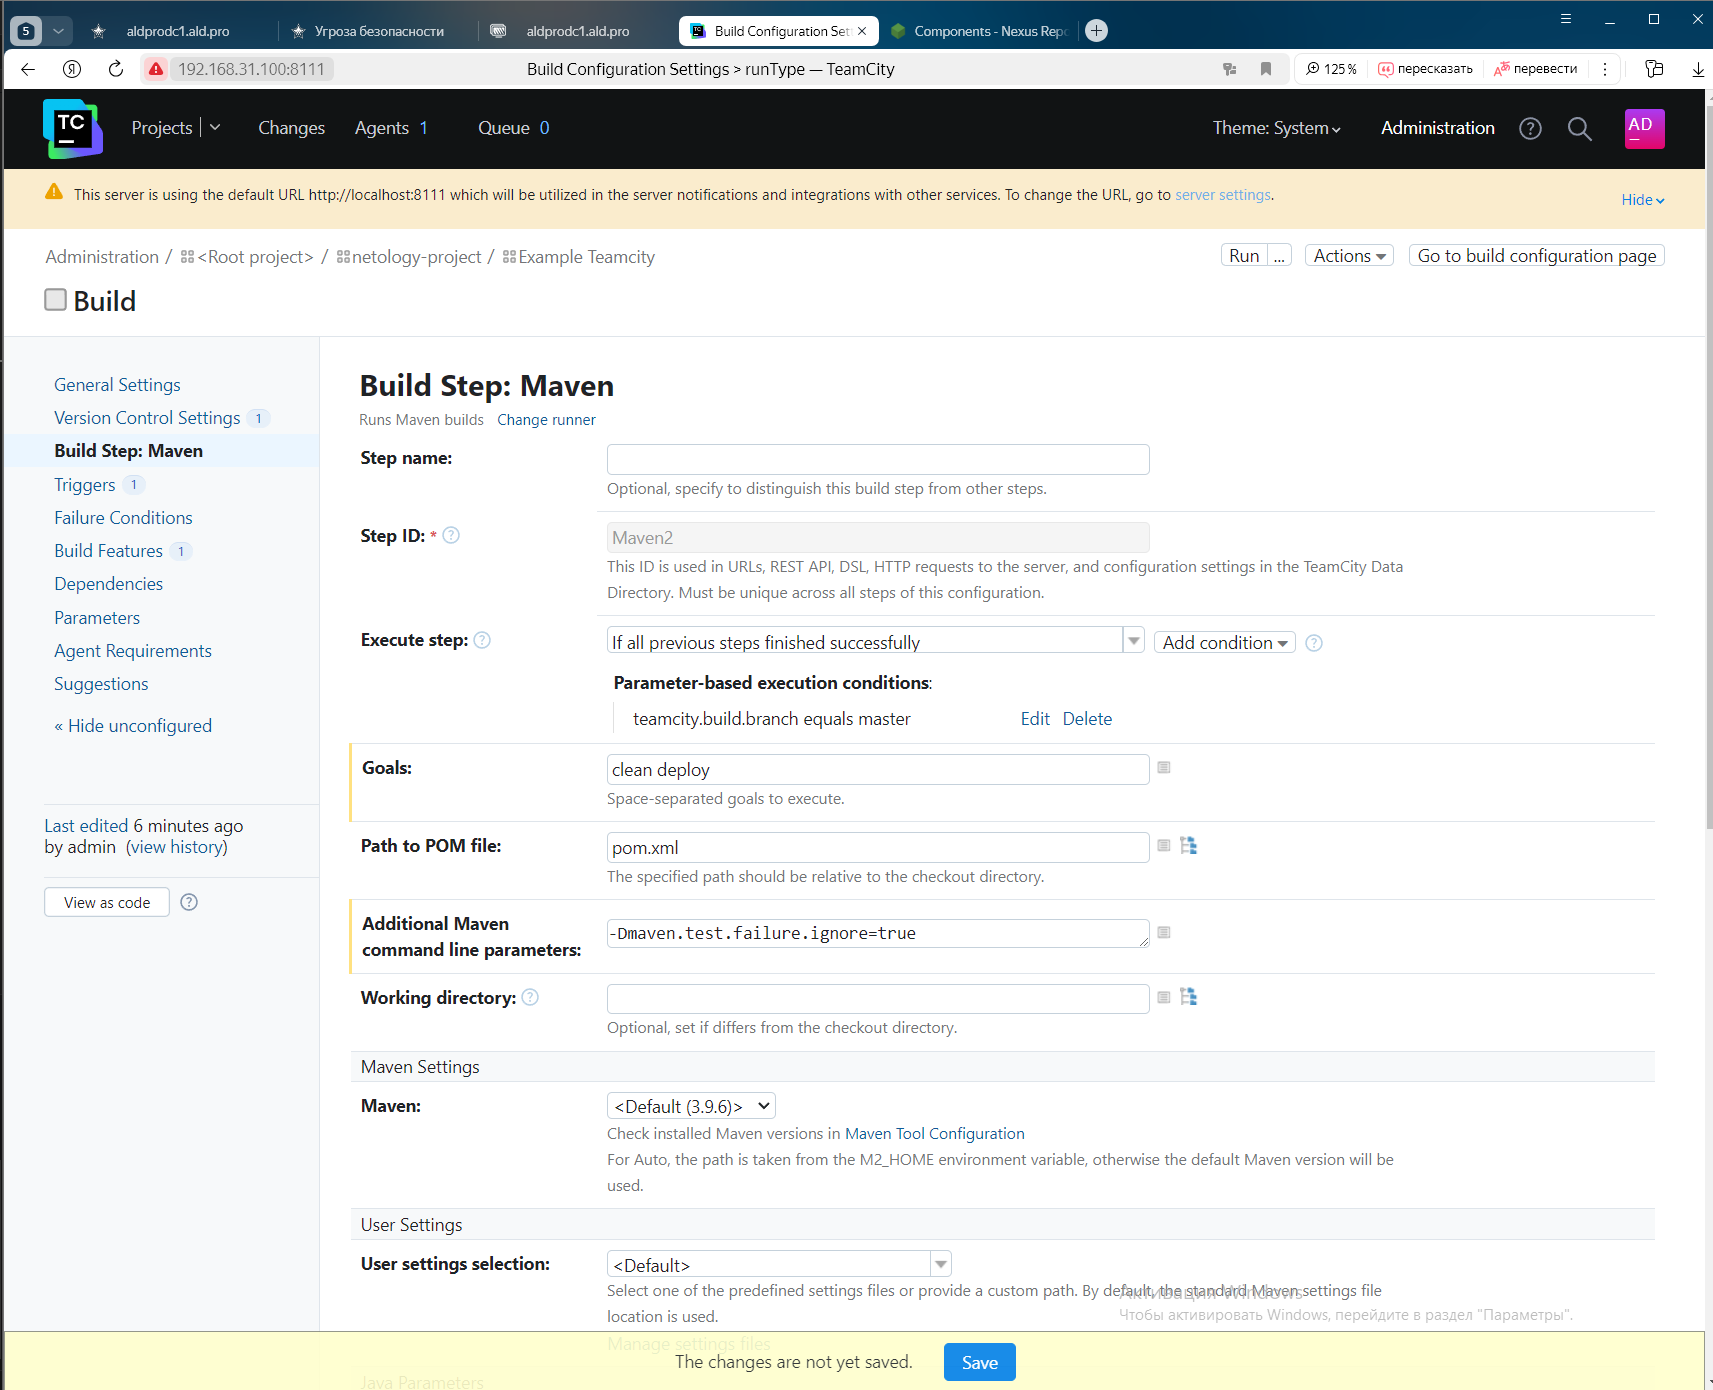 5
aldprodc1.ald.pro
Угроза безопасности
aldprodc1.ald.pro
Build Configuration Set
Components - Nexus Repo
192.168.31.100:8111
Build Configuration Settings > runType — TeamCity
125 %
пересказать
перевести
TC
Projects
Changes
Agents 1
Queue 0
Theme: System
Administration
AD
This server is using the default URL http://localhost:8111 which will be utilized in the server notifications and integrations with other services. To change the URL, go to server settings.
Hide
Administration / <Root project> / netology-project / Example Teamcity
Run ...
Actions
Go to build configuration page
Build
General Settings
Version Control Settings 1
Build Step: Maven
Triggers 1
Failure Conditions
Build Features 1
Dependencies
Parameters
Agent Requirements
Suggestions
« Hide unconfigured
Last edited 6 minutes ago
by admin (view history)
View as code
Build Step: Maven
Runs Maven builds Change runner
Step name:
Optional, specify to distinguish this build step from other steps.
Step ID: *
Maven2
This ID is used in URLs, REST API, DSL, HTTP requests to the server, and configuration settings in the TeamCity Data
Directory. Must be unique across all steps of this configuration.
Execute step:
If all previous steps finished successfully
Add condition
Parameter-based execution conditions:
teamcity.build.branch equals master
Edit Delete
Goals:
clean deploy
Space-separated goals to execute.
Path to POM file:
pom.xml
The specified path should be relative to the checkout directory.
Additional Maven
command line parameters:
-Dmaven.test.failure.ignore=true
Working directory:
Optional, set if differs from the checkout directory.
Maven Settings
Maven:
<Default (3.9.6)>
Check installed Maven versions in Maven Tool Configuration
For Auto, the path is taken from the M2_HOME environment variable, otherwise the default Maven version will be
used.
User Settings
User settings selection:
<Default>
Select one of the predefined settings files or provide a custom path. By default, the standard Maven settings file
location is used.
Активация Windows
Чтобы активировать Windows, перейдите в раздел "Параметры".
Manage settings files
The changes are not yet saved.
Save
Java Parameters